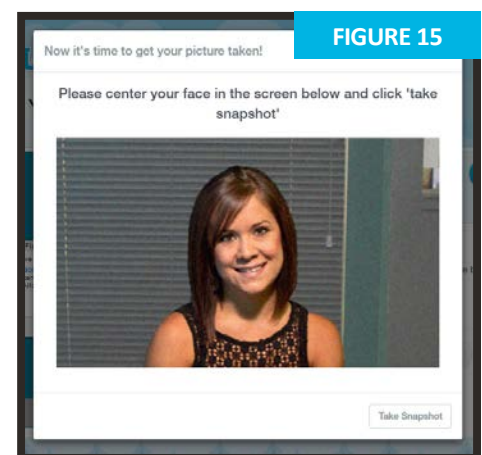 FIGURE 15
Now it's time to get your picture taken!
Please center your face in the screen below and click 'take
snapshot'
Take Snapshot